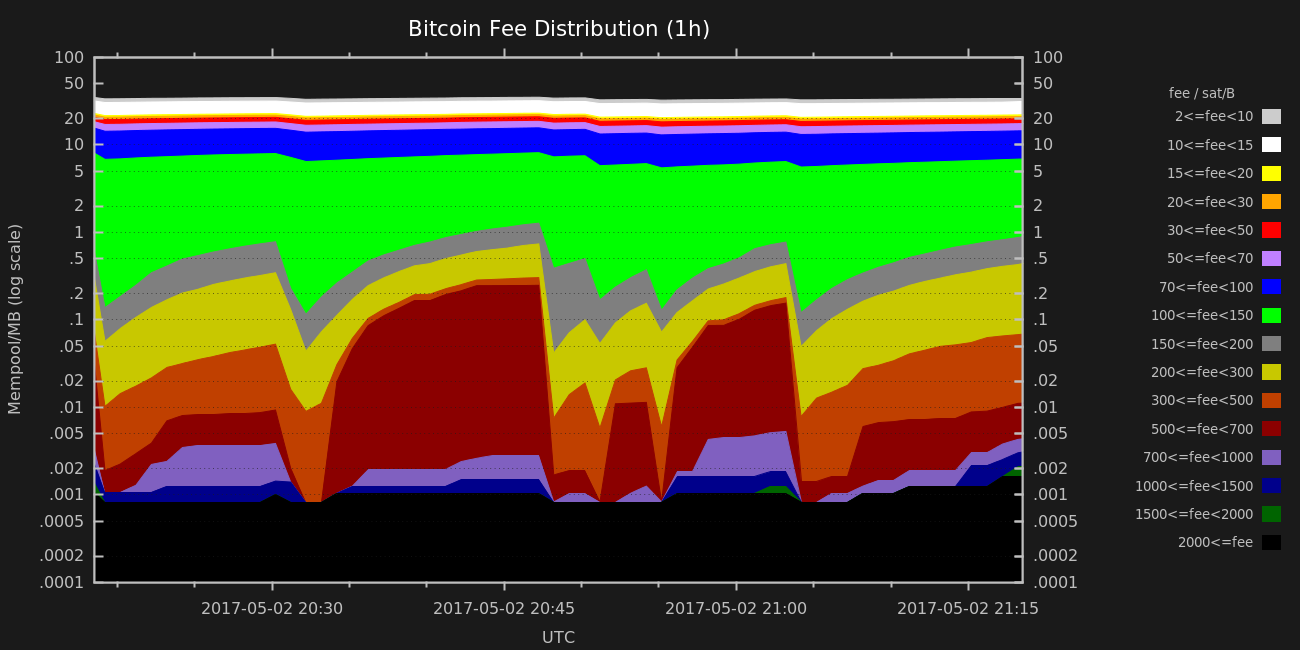 Bitcoin Fee Distribution (1h)
100
50
20
10
5
2
1
.5
.2
.1
.05
.02
.01
.005
.002
.001
.0005
.0002
.0001
Mempool/MB (log scale)
100
50
20
10
5
2
1
.5
.2
.1
.05
.02
.01
.005
.002
.001
.0005
.0002
.0001
2017-05-02 20:30
2017-05-02 20:45
2017-05-02 21:00
2017-05-02 21:15
UTC
fee / sat/B
2<=fee<10
10<=fee<15
15<=fee<20
20<=fee<30
30<=fee<50
50<=fee<70
70<=fee<100
100<=fee<150
150<=fee<200
200<=fee<300
300<=fee<500
500<=fee<700
700<=fee<1000
1000<=fee<1500
1500<=fee<2000
2000<=fee